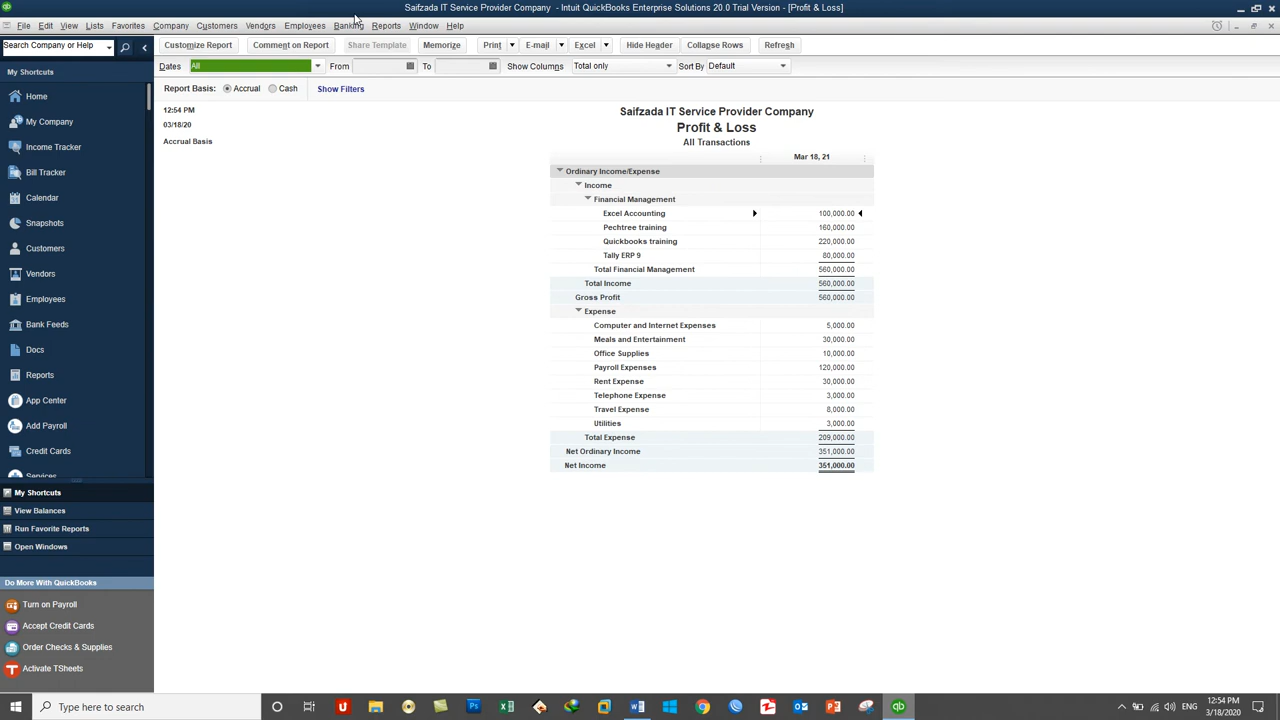 Saifzada IT Service Provider Company - Intuit QuickBooks Enterprise Solutions 20.0 Trial Version - [Profit & Loss]
File Edit View Lists Favorites Company Customers Vendors Employees Banking Reports Window Help
Search Company or Help
Customize Report Comment on Report Share Template Memorize Print E-mail Excel Hide Header Collapse Rows Refresh
Dates All From To Show Columns Total only Sort By Default
Report Basis: Accrual Cash Show Filters
My Shortcuts
Home
My Company
Income Tracker
Bill Tracker
Calendar
Snapshots
Customers
Vendors
Employees
Bank Feeds
Docs
Reports
App Center
Add Payroll
Credit Cards
Services
My Shortcuts
View Balances
Run Favorite Reports
Open Windows
Do More With QuickBooks
Turn on Payroll
Accept Credit Cards
Order Checks & Supplies
Activate TSheets
12:54 PM
03/18/20
Accrual Basis
Saifzada IT Service Provider Company
Profit & Loss
All Transactions
Mar 18, 21
Ordinary Income/Expense
Income
Financial Management
Excel Accounting 100,000.00
Pechtree training 160,000.00
Quickbooks training 220,000.00
Tally ERP 9 80,000.00
Total Financial Management 560,000.00
Total Income 560,000.00
Gross Profit 560,000.00
Expense
Computer and Internet Expenses 5,000.00
Meals and Entertainment 30,000.00
Office Supplies 10,000.00
Payroll Expenses 120,000.00
Rent Expense 30,000.00
Telephone Expense 3,000.00
Travel Expense 8,000.00
Utilities 3,000.00
Total Expense 209,000.00
Net Ordinary Income 351,000.00
Net Income 351,000.00
Type here to search
12:54 PM
3/18/2020